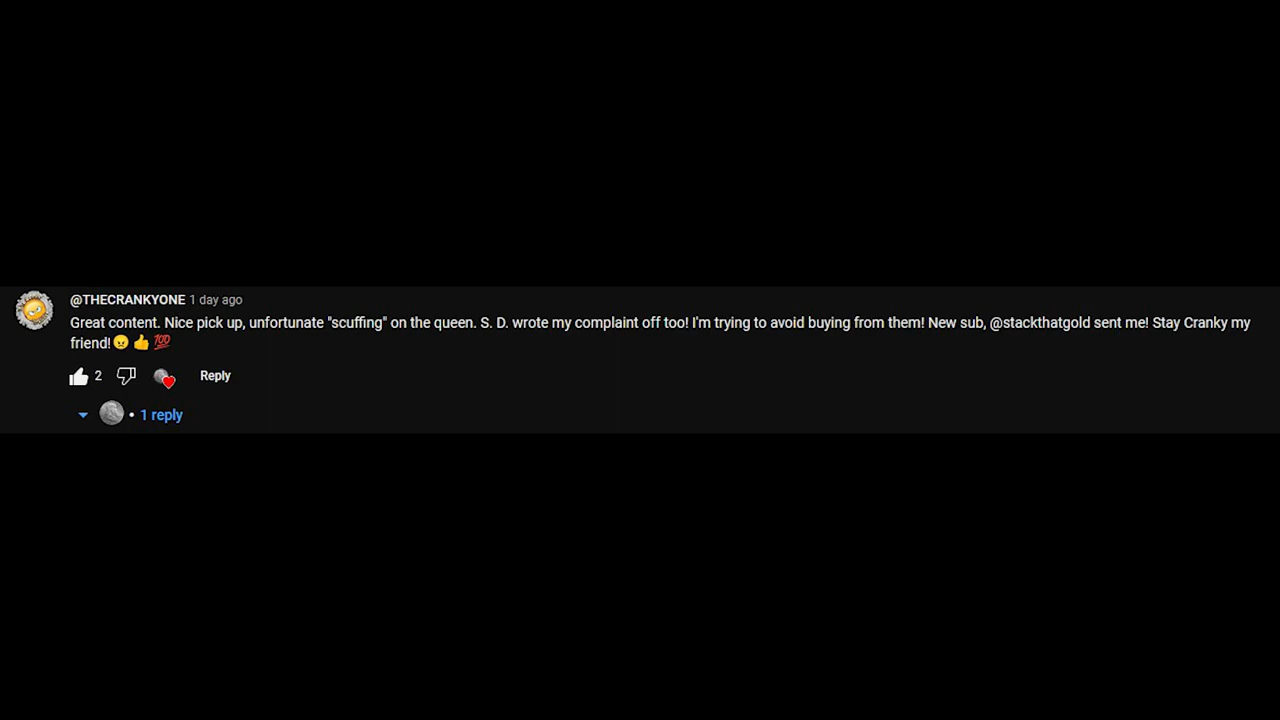 @THECRANKYONE 1 day ago
Great content. Nice pick up, unfortunate "scuffing" on the queen. S. D. wrote my complaint off too! I'm trying to avoid buying from them! New sub, @stackthatgold sent me! Stay Cranky my
friend!😠👍💯
2 Reply
• 1 reply